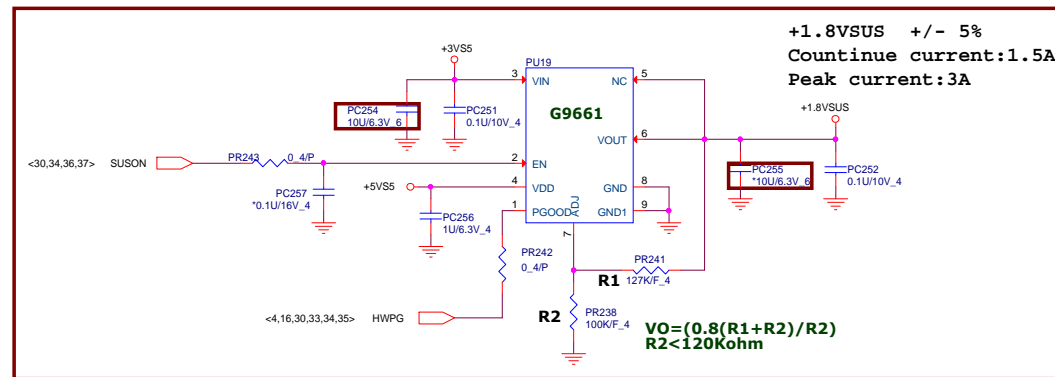 +1.8VSUS +/- 5%
Countinue current:1.5A
Peak current:3A
+3VS5
PU19
+1.8VSUS
3
VIN
NC
5
PC254
10U/6.3V_6
PC251
0.1U/10V_4
G9661
VOUT
6
<30,34,36,37>
SUSON
PR243
0_4/P
2
EN
PC255
*10U/6.3V_6
PC252
0.1U/10V_4
+5VS5
4
VDD
GND
8
PC257
*0.1U/16V_4
PC256
1U/6.3V_4
1
PGOOD
ADJ
GND1
9
7
PR242
0_4/P
R1
PR241
127K/F_4
<4,16,30,33,34,35>
HWPG
R2
PR238
100K/F_4
VO=(0.8(R1+R2)/R2)
R2<120Kohm